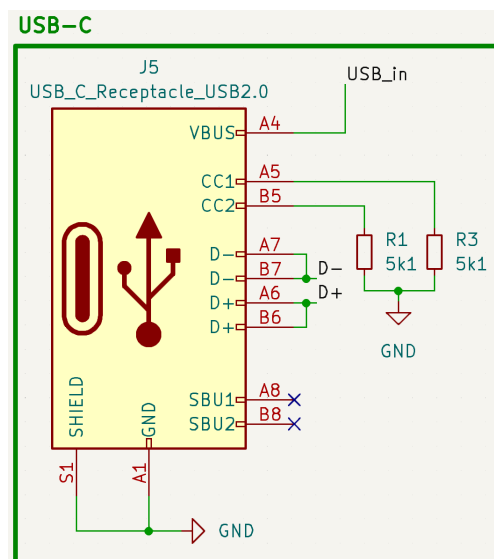 USB-C
J5
USB_C_Receptacle_USB2.0
USB_in
VBUS A4
CC1 A5
CC2 B5
D- A7
D- B7 D-
D+ A6 D+
D+ B6
R1 R3
5k1 5k1
GND
SBU1 A8
SBU2 B8
SHIELD GND
S1 A1
GND